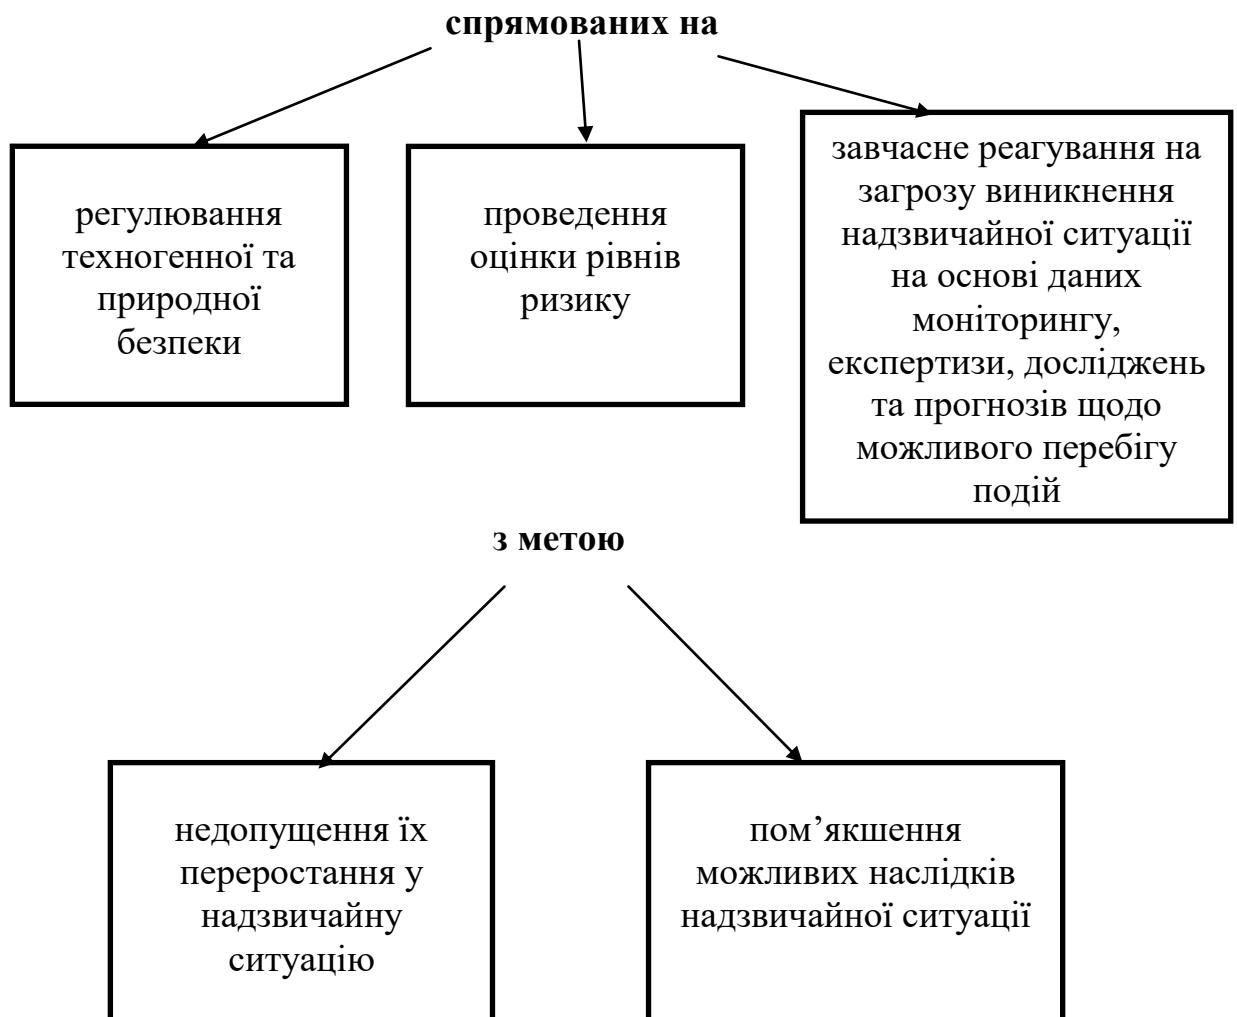 спрямованих на
регулювання
техногенної та
природної
безпеки
проведення
оцінки рівнів
ризику
завчасне реагування на
загрозу виникнення
надзвичайної ситуації
на основі даних
моніторингу,
експертизи, досліджень
та прогнозів щодо
можливого перебігу
подій
з метою
недопущення їх
переростання у
надзвичайну
ситуацію
пом’якшення
можливих наслідків
надзвичайної ситуації